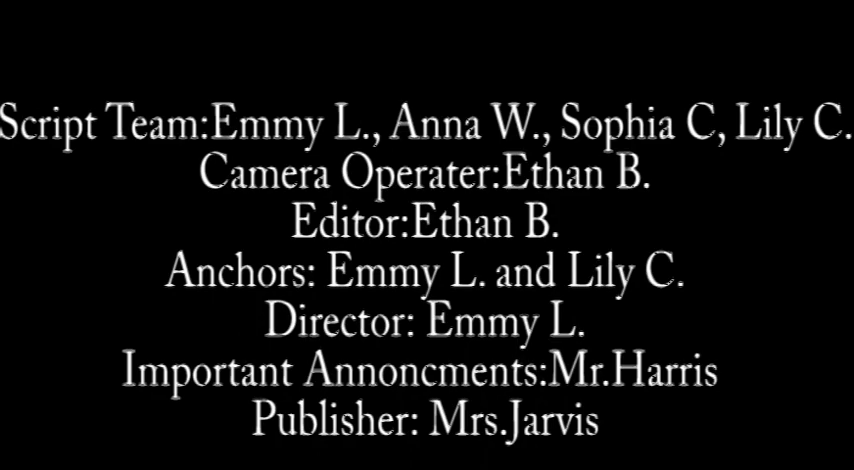 Script Team:Emmy L., Anna W., Sophia C, Lily C.
Camera Operater:Ethan B.
Editor:Ethan B.
Anchors: Emmy L. and Lily C.
Director: Emmy L.
Important Annoncments:Mr.Harris
Publisher: Mrs.Jarvis